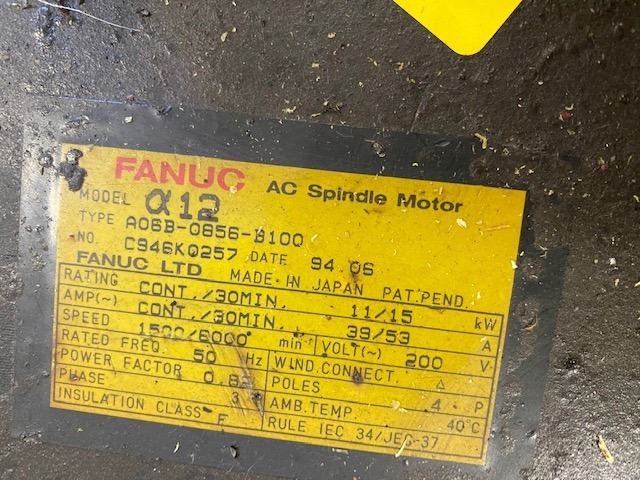 FANUC AC Spindle Motor
MODEL α12
TYPE A06B-0856-B100
NO. C946K0257 DATE 94.06
FANUC LTD MADE IN JAPAN PAT.PEND.
RATING CONT./30MIN. 11/15 kW
AMP(~) CONT./30MIN. 39/53 A
SPEED 1500/6000 min⁻¹ VOLT(~) 200 V
RATED FREQ. 50 Hz WIND.CONNECT. △
POWER FACTOR 0.82 POLES 4 P
PHASE 3 AMB.TEMP. 40°C
INSULATION CLASS F RULE IEC 34/JEC-37